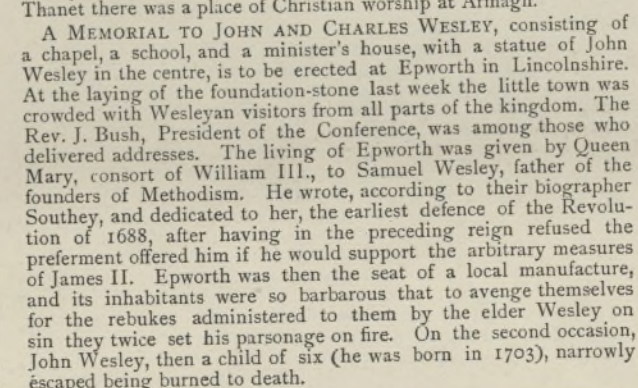 Thanet there was a place of Christian worship at Armagh.
A MEMORIAL TO JOHN AND CHARLES WESLEY, consisting of
a chapel, a school, and a minister's house, with a statue of John
Wesley in the centre, is to be erected at Epworth in Lincolnshire.
At the laying of the foundation-stone last week the little town was
crowded with Wesleyan visitors from all parts of the kingdom. The
Rev. J. Bush, President of the Conference, was among those who
delivered addresses. The living of Epworth was given by Queen
Mary, consort of William III., to Samuel Wesley, father of the
founders of Methodism. He wrote, according to their biographer
Southey, and dedicated to her, the earliest defence of the Revolu-
tion of 1688, after having in the preceding reign refused the
preferment offered him if he would support the arbitrary measures
of James II. Epworth was then the seat of a local manufacture,
and its inhabitants were so barbarous that to avenge themselves
for the rebukes administered to them by the elder Wesley on
sin they twice set his parsonage on fire. On the second occasion,
John Wesley, then a child of six (he was born in 1703), narrowly
escaped being burned to death.